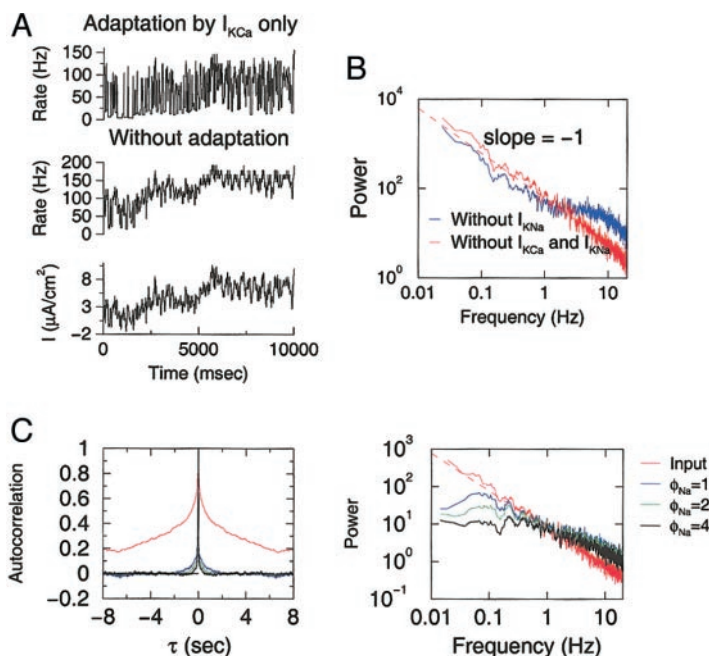 A
Adaptation by I_KCa only
150
100
50
0
Rate (Hz)
Without adaptation
200
150
100
50
0
Rate (Hz)
9
3
-2
I (μA/cm²)
0
5000
10000
Time (msec)
B
10⁴
10²
10⁰
Power
slope = -1
Without I_KNa
Without I_KCa and I_KNa
0.01
0.1
1
10
Frequency (Hz)
C
1
0.8
0.6
0.4
0.2
0
-0.2
Autocorrelation
-8
-4
0
4
8
τ (sec)
10³
10²
10¹
10⁰
10⁻¹
Power
0.01
0.1
1
10
Frequency (Hz)
Input
ϕ_Na=1
ϕ_Na=2
ϕ_Na=4